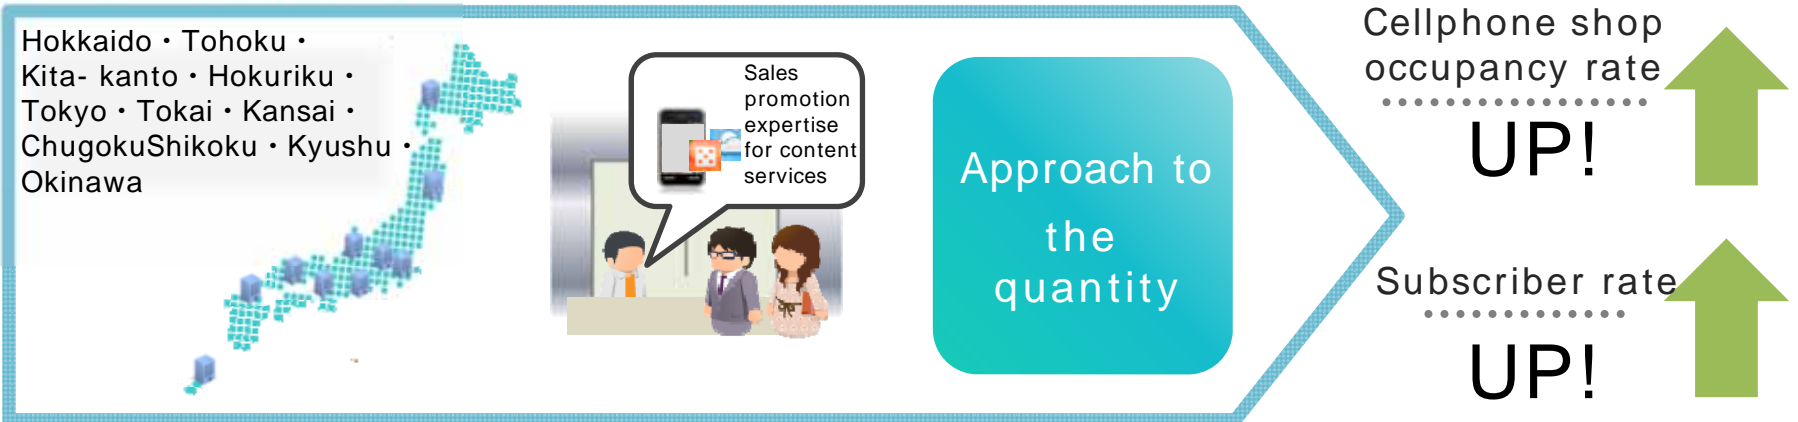 Hokkaido・Tohoku・
Kita- kanto・Hokuriku・
Tokyo・Tokai・Kansai・
ChugokuShikoku・Kyushu・
Okinawa
Sales
promotion
expertise
for content
services
Approach to
the
quantity
Cellphone shop
occupancy rate
UP!
Subscriber rate
UP!